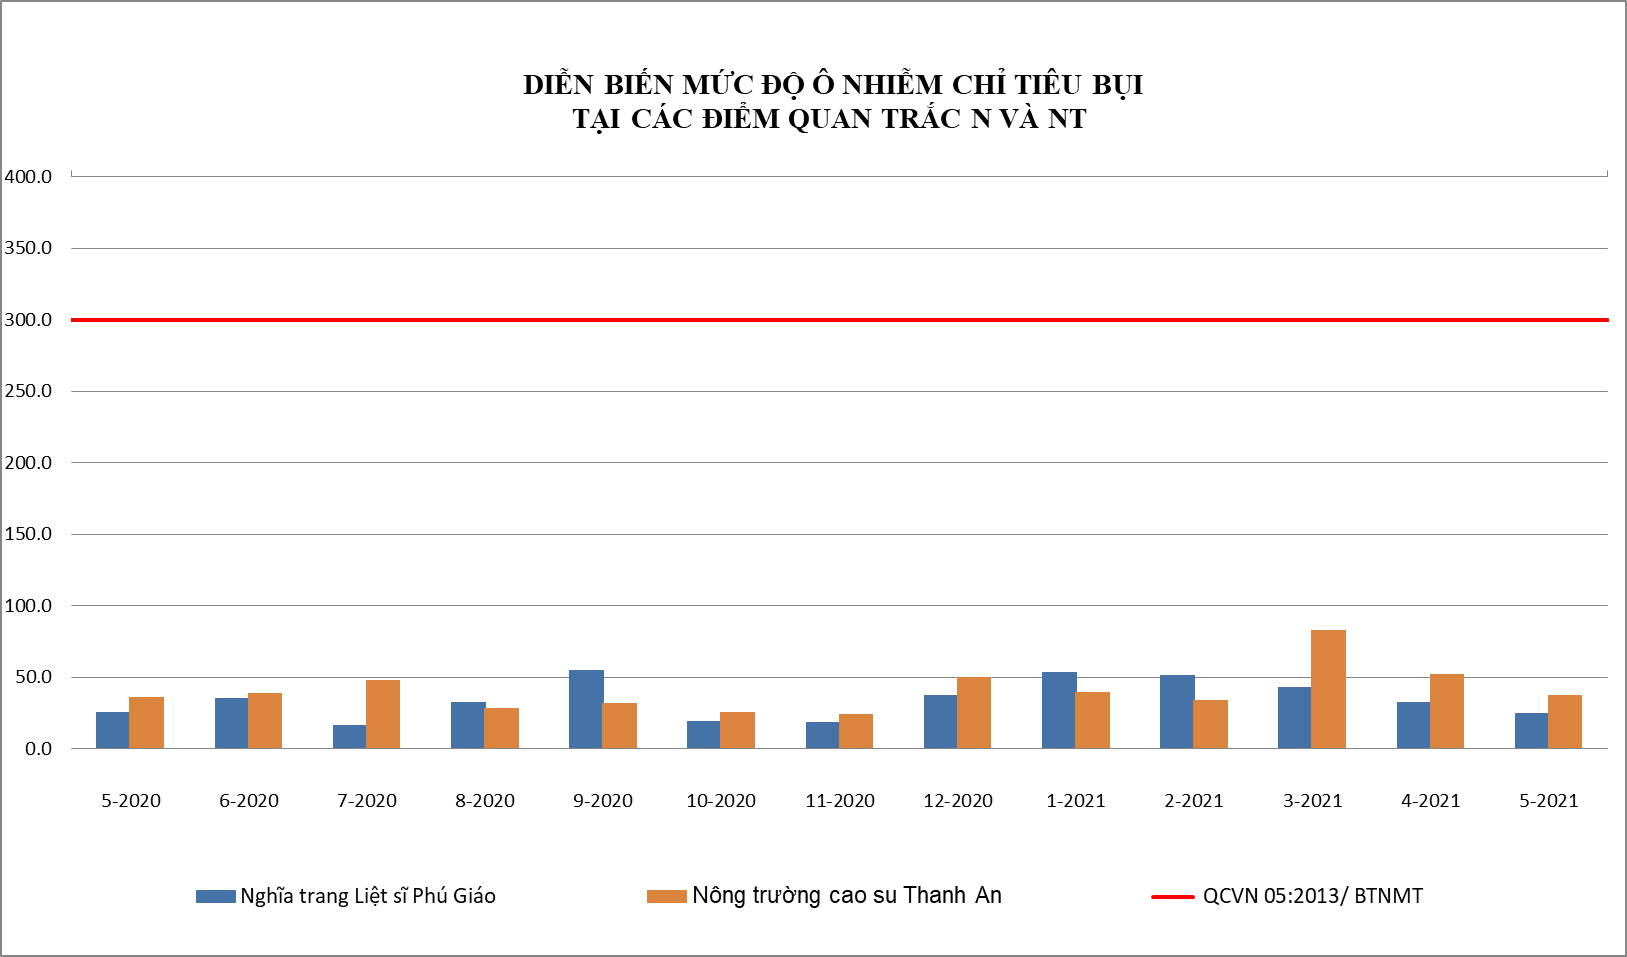 DIỄN BIẾN MỨC ĐỘ Ô NHIỄM CHỈ TIÊU BỤI
TẠI CÁC ĐIỂM QUAN TRẮC N VÀ NT
400.0
350.0
300.0
250.0
200.0
150.0
100.0
50.0
0.0
5-2020 6-2020 7-2020 8-2020 9-2020 10-2020 11-2020 12-2020 1-2021 2-2021 3-2021 4-2021 5-2021
Nghĩa trang Liệt sĩ Phú Giáo Nông trường cao su Thanh An QCVN 05:2013/ BTNMT